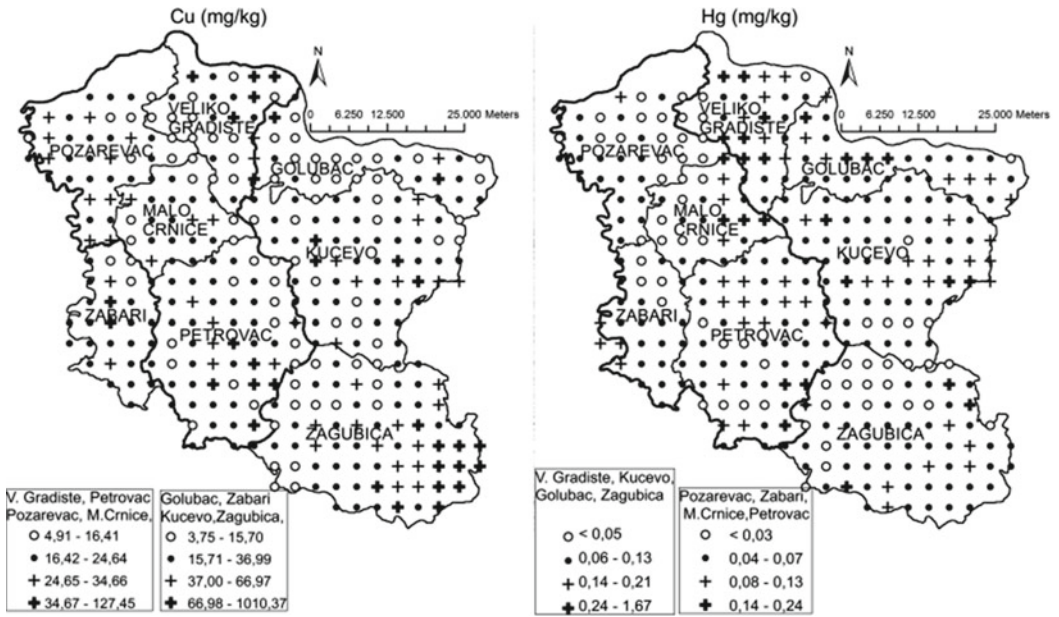 Cu (mg/kg)
N
0 6.250 12.500 25.000 Meters
VELIKO
GRADISTE
POZAREVAC
GOLUBAC
MALO
CRNICE
KUCEVO
ZABARI
PETROVAC
ZAGUBICA
V. Gradiste, Petrovac
Pozarevac, M.Crnice,
4,91 - 16,41
16,42 - 24,64
24,65 - 34,66
34,67 - 127,45
Golubac, Zabari
Kucevo,Zagubica,
3,75 - 15,70
15,71 - 36,99
37,00 - 66,97
66,98 - 1010,37
Hg (mg/kg)
N
0 6.250 12.500 25.000 Meters
VELIKO
GRADISTE
POZAREVAC
GOLUBAC
MALO
CRNICE
KUCEVO
ZABARI
PETROVAC
ZAGUBICA
V. Gradiste, Kucevo,
Golubac, Zagubica
< 0,05
0,06 - 0,13
0,14 - 0,21
0,24 - 1,67
Pozarevac, Zabari,
M.Crnice,Petrovac
< 0,03
0,04 - 0,07
0,08 - 0,13
0,14 - 0,24